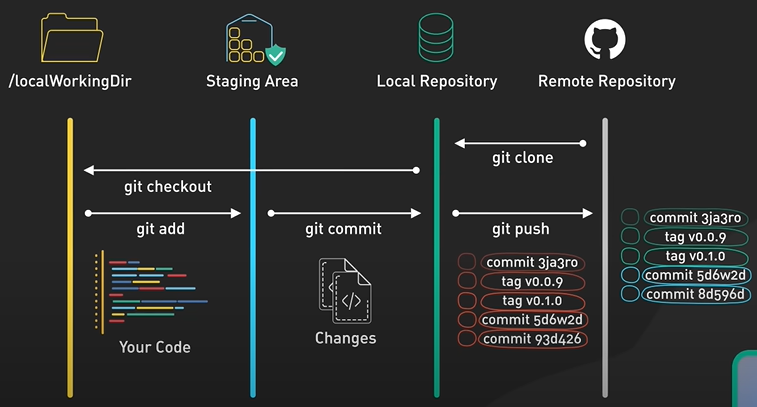 /localWorkingDir
Staging Area
Local Repository
Remote Repository
git clone
git checkout
git add
git commit
git push
Your Code
Changes
commit 3ja3ro
tag v0.0.9
tag v0.1.0
commit 5d6w2d
commit 93d426
commit 3ja3ro
tag v0.0.9
tag v0.1.0
commit 5d6w2d
commit 8d596d